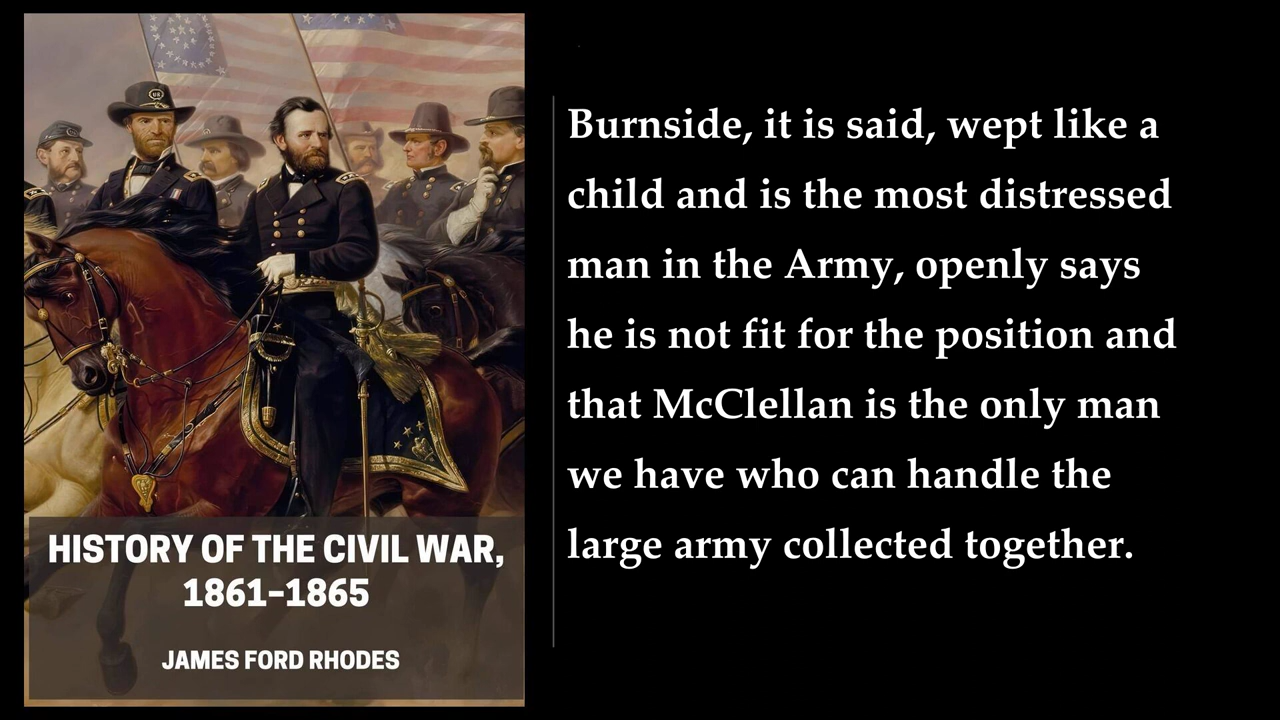 HISTORY OF THE CIVIL WAR,
1861–1865
JAMES FORD RHODES
Burnside, it is said, wept like a
child and is the most distressed
man in the Army, openly says
he is not fit for the position and
that McClellan is the only man
we have who can handle the
large army collected together.